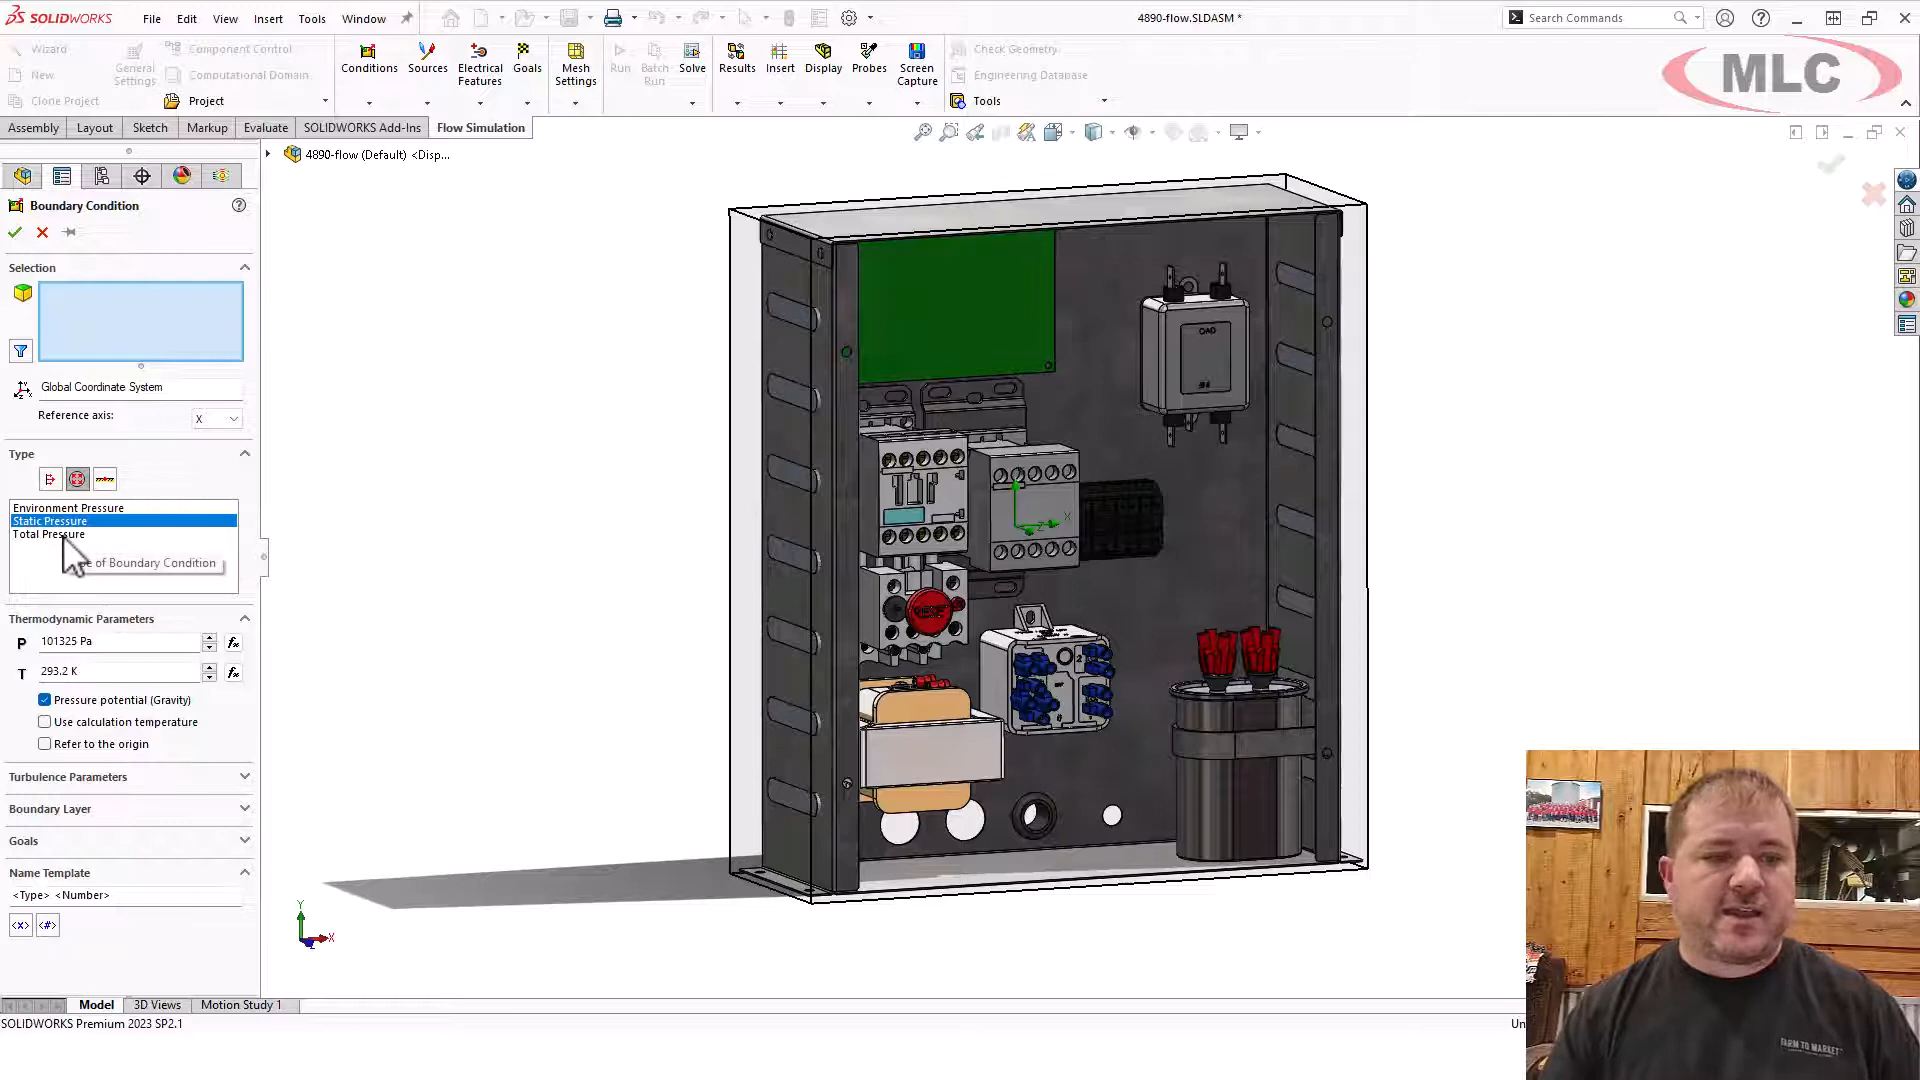 SOLIDWORKS
File Edit View Insert Tools Window
4890-flow.SLDASM *
Search Commands
Wizard
New
Clone Project
General Settings
Component Control
Computational Domain
Project
Conditions
Sources
Electrical Features
Goals
Mesh Settings
Run
Batch Run
Solve
Results
Insert
Display
Probes
Screen Capture
Check Geometry
Engineering Database
Tools
MLC
Assembly Layout Sketch Markup Evaluate SOLIDWORKS Add-Ins Flow Simulation
4890-flow (Default) <Disp...
Boundary Condition
Selection
Global Coordinate System
Reference axis:
X
Type
Environment Pressure
Static Pressure
Total Pressure
e of Boundary Condition
Thermodynamic Parameters
P 101325 Pa
T 293.2 K
Pressure potential (Gravity)
Use calculation temperature
Refer to the origin
Turbulence Parameters
Boundary Layer
Goals
Name Template
<Type> <Number>
<x> <#>
Y
X
Z
X
Model 3D Views Motion Study 1
SOLIDWORKS Premium 2023 SP2.1
Un
FARM TO MARKET